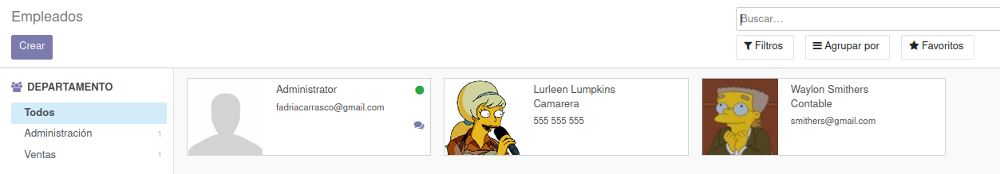 Empleados
Buscar...
Crear
Filtros
Agrupar por
Favoritos
DEPARTAMENTO
Todos
Administración 1
Ventas 1
Administrator
fadriacarrasco@gmail.com
Lurleen Lumpkins
Camarera
555 555 555
Waylon Smithers
Contable
smithers@gmail.com